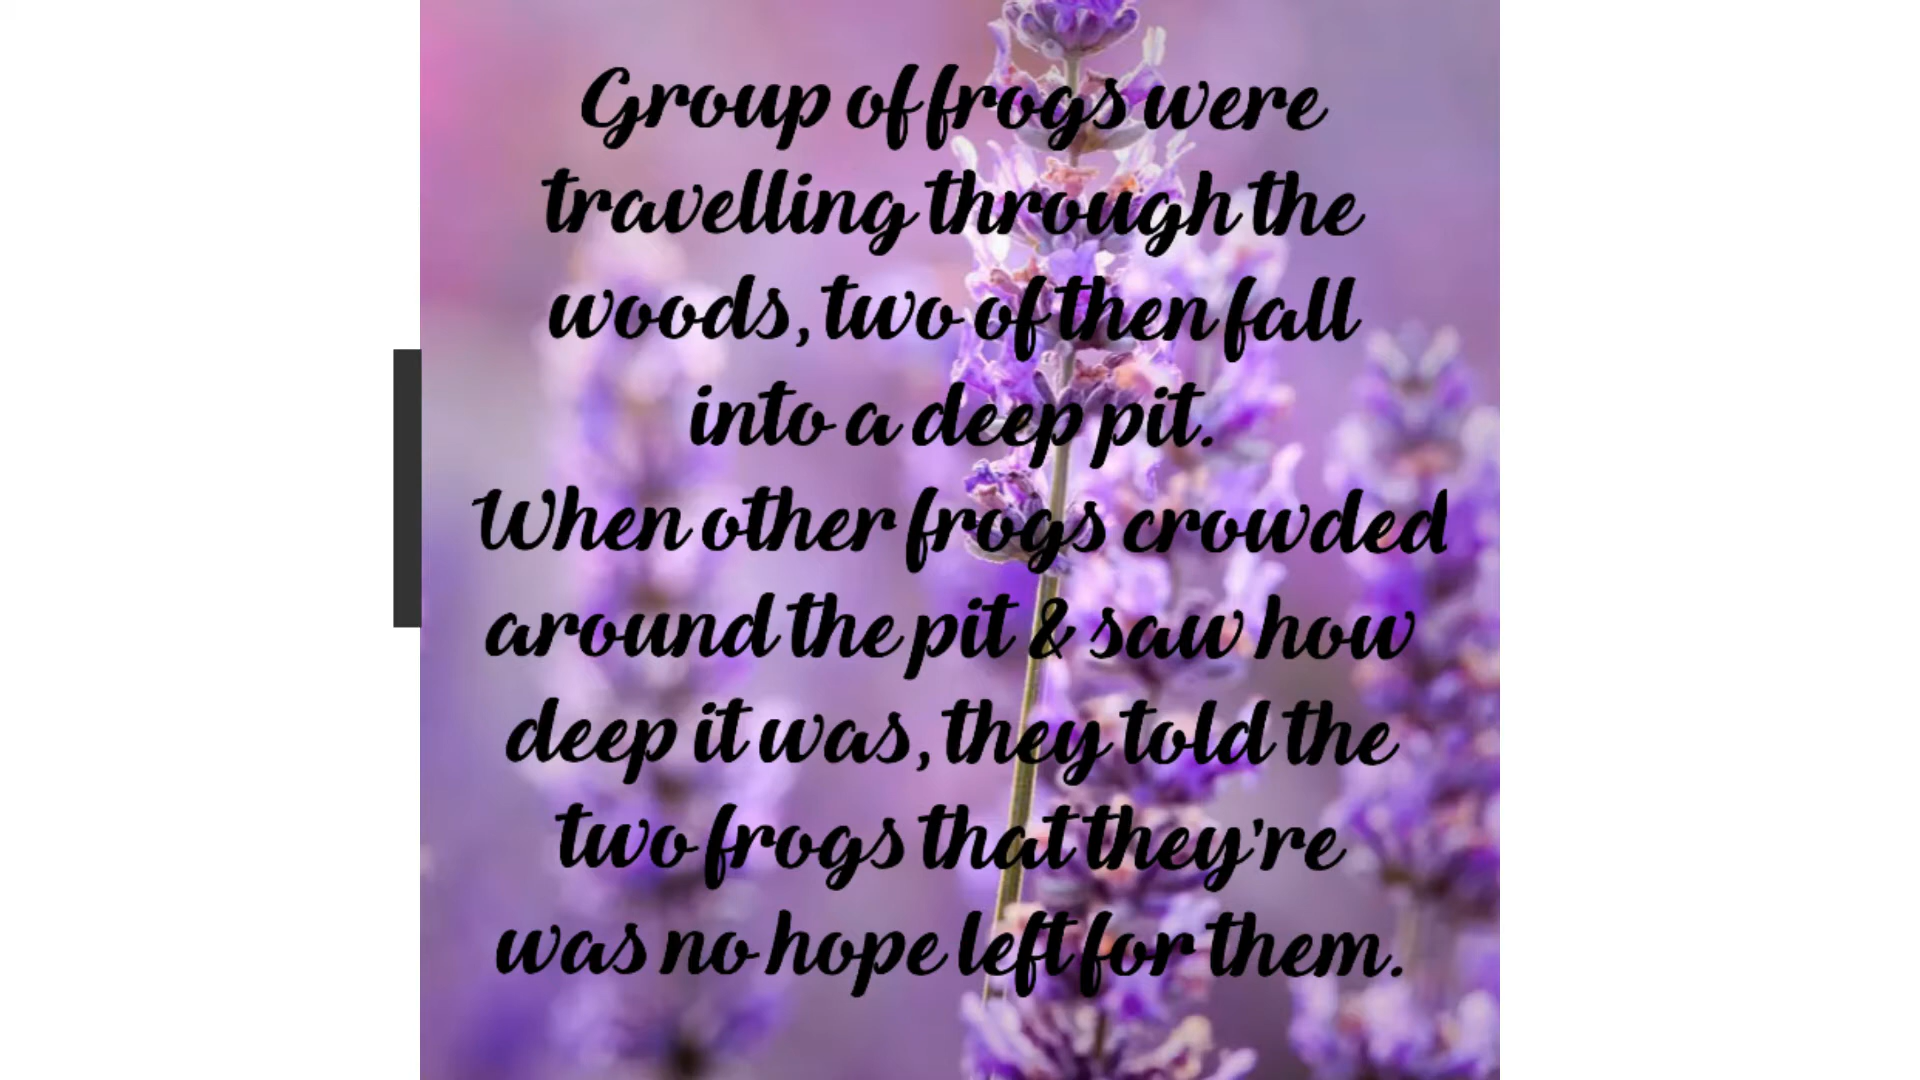 Group of frogs were
travelling through the
woods, two of then fall
into a deep pit.
When other frogs crowded
around the pit & saw how
deep it was, they told the
two frogs that they're
was no hope left for them.